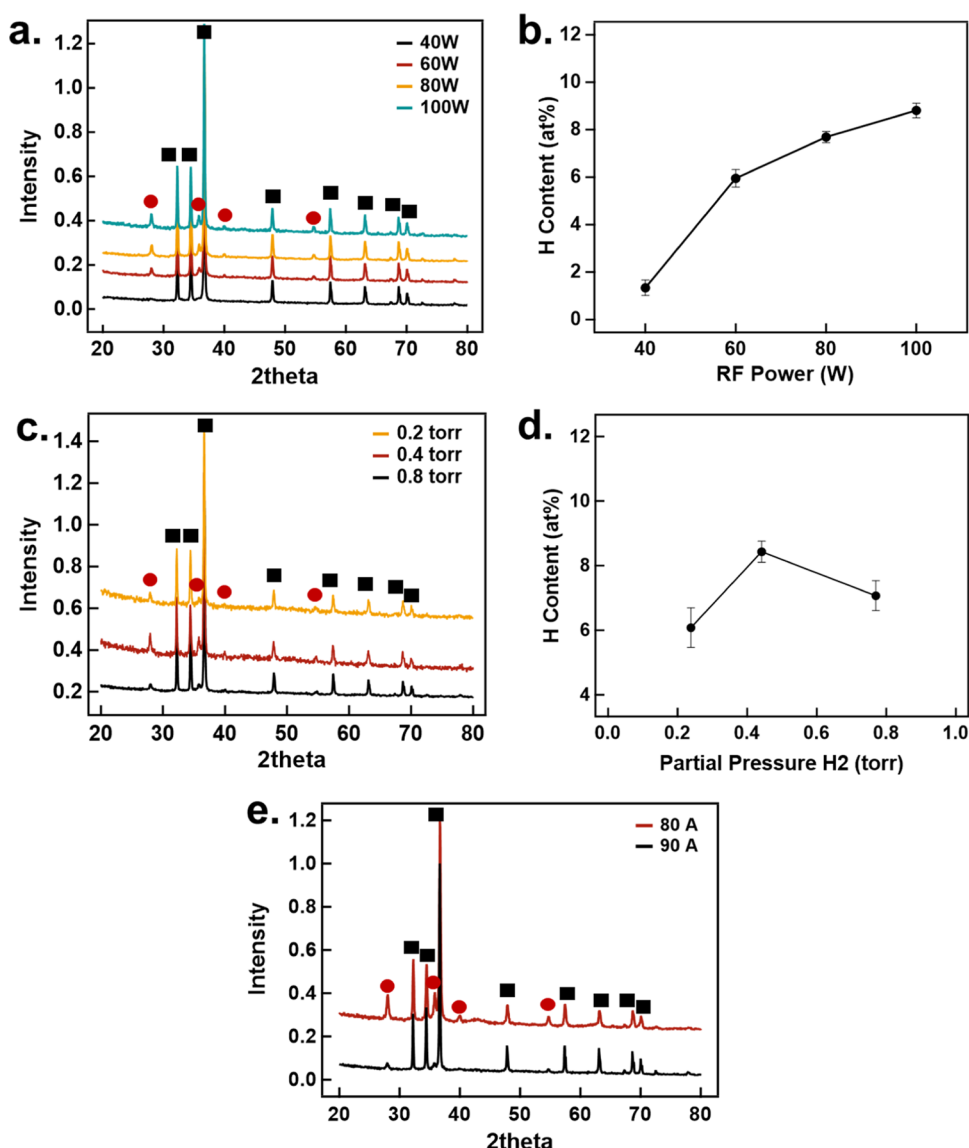 a.
1.2
1.0
0.8
0.6
0.4
0.2
0.0
Intensity
40W
60W
80W
100W
20 30 40 50 60 70 80
2theta
b.
12
10
8
6
4
2
0
H Content (at%)
40 60 80 100
RF Power (W)
c.
1.4
1.2
1.0
0.8
0.6
0.4
0.2
Intensity
0.2 torr
0.4 torr
0.8 torr
20 30 40 50 60 70 80
2theta
d.
12
10
8
6
4
H Content (at%)
0.0 0.2 0.4 0.6 0.8 1.0
Partial Pressure H2 (torr)
e.
1.2
1.0
0.8
0.6
0.4
0.2
0.0
Intensity
80 A
90 A
20 30 40 50 60 70 80
2theta